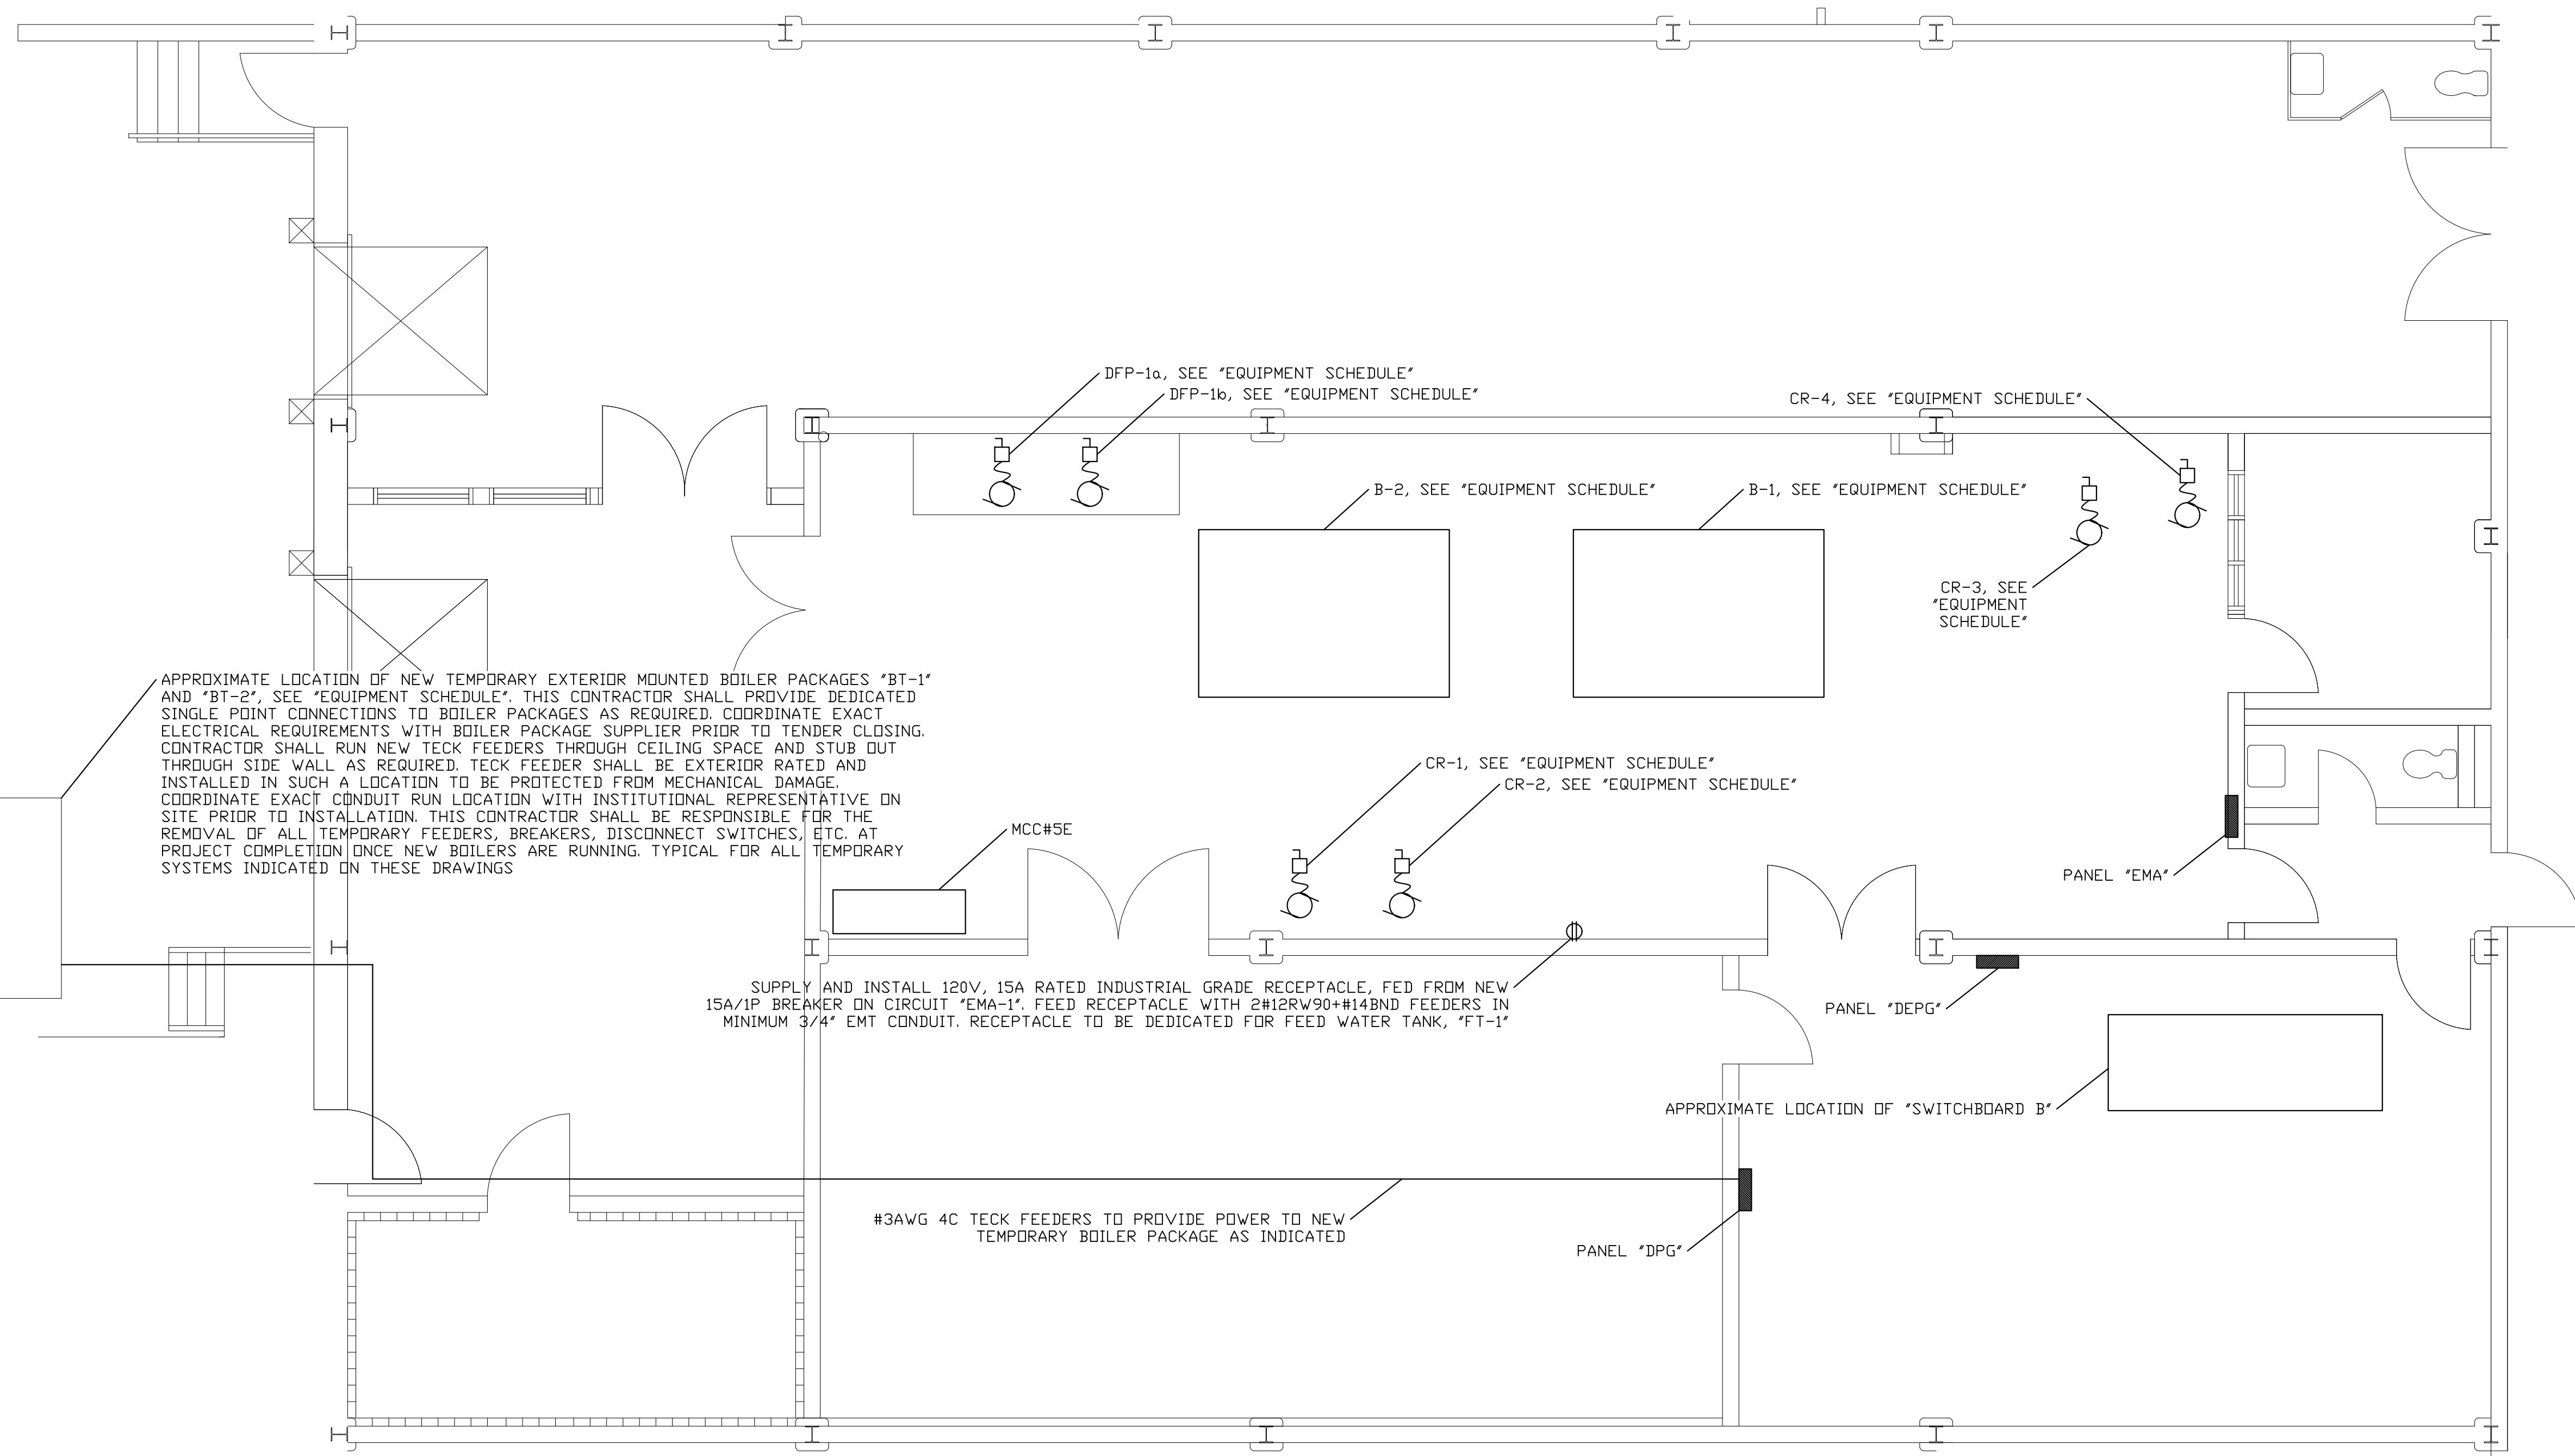 DFP-1a, SEE "EQUIPMENT SCHEDULE"
DFP-1b, SEE "EQUIPMENT SCHEDULE"
CR-4, SEE "EQUIPMENT SCHEDULE"
B-2, SEE "EQUIPMENT SCHEDULE"
B-1, SEE "EQUIPMENT SCHEDULE"
CR-3, SEE
"EQUIPMENT
SCHEDULE"
APPROXIMATE LOCATION OF NEW TEMPORARY EXTERIOR MOUNTED BOILER PACKAGES "BT-1"
AND "BT-2", SEE "EQUIPMENT SCHEDULE". THIS CONTRACTOR SHALL PROVIDE DEDICATED
SINGLE POINT CONNECTIONS TO BOILER PACKAGES AS REQUIRED. COORDINATE EXACT
ELECTRICAL REQUIREMENTS WITH BOILER PACKAGE SUPPLIER PRIOR TO TENDER CLOSING.
CONTRACTOR SHALL RUN NEW TECK FEEDERS THROUGH CEILING SPACE AND STUB OUT
THROUGH SIDE WALL AS REQUIRED. TECK FEEDER SHALL BE EXTERIOR RATED AND
INSTALLED IN SUCH A LOCATION TO BE PROTECTED FROM MECHANICAL DAMAGE.
COORDINATE EXACT CONDUIT RUN LOCATION WITH INSTITUTIONAL REPRESENTATIVE ON
SITE PRIOR TO INSTALLATION. THIS CONTRACTOR SHALL BE RESPONSIBLE FOR THE
REMOVAL OF ALL TEMPORARY FEEDERS, BREAKERS, DISCONNECT SWITCHES, ETC. AT
PROJECT COMPLETION ONCE NEW BOILERS ARE RUNNING. TYPICAL FOR ALL TEMPORARY
SYSTEMS INDICATED ON THESE DRAWINGS
CR-1, SEE "EQUIPMENT SCHEDULE"
CR-2, SEE "EQUIPMENT SCHEDULE"
MCC#5E
PANEL "EMA"
SUPPLY AND INSTALL 120V, 15A RATED INDUSTRIAL GRADE RECEPTACLE, FED FROM NEW
15A/1P BREAKER ON CIRCUIT "EMA-1". FEED RECEPTACLE WITH 2#12RW90+#14BND FEEDERS IN
MINIMUM 3/4" EMT CONDUIT. RECEPTACLE TO BE DEDICATED FOR FEED WATER TANK, "FT-1"
PANEL "DEPG"
APPROXIMATE LOCATION OF "SWITCHBOARD B"
#3AWG 4C TECK FEEDERS TO PROVIDE POWER TO NEW
TEMPORARY BOILER PACKAGE AS INDICATED
PANEL "DPG"